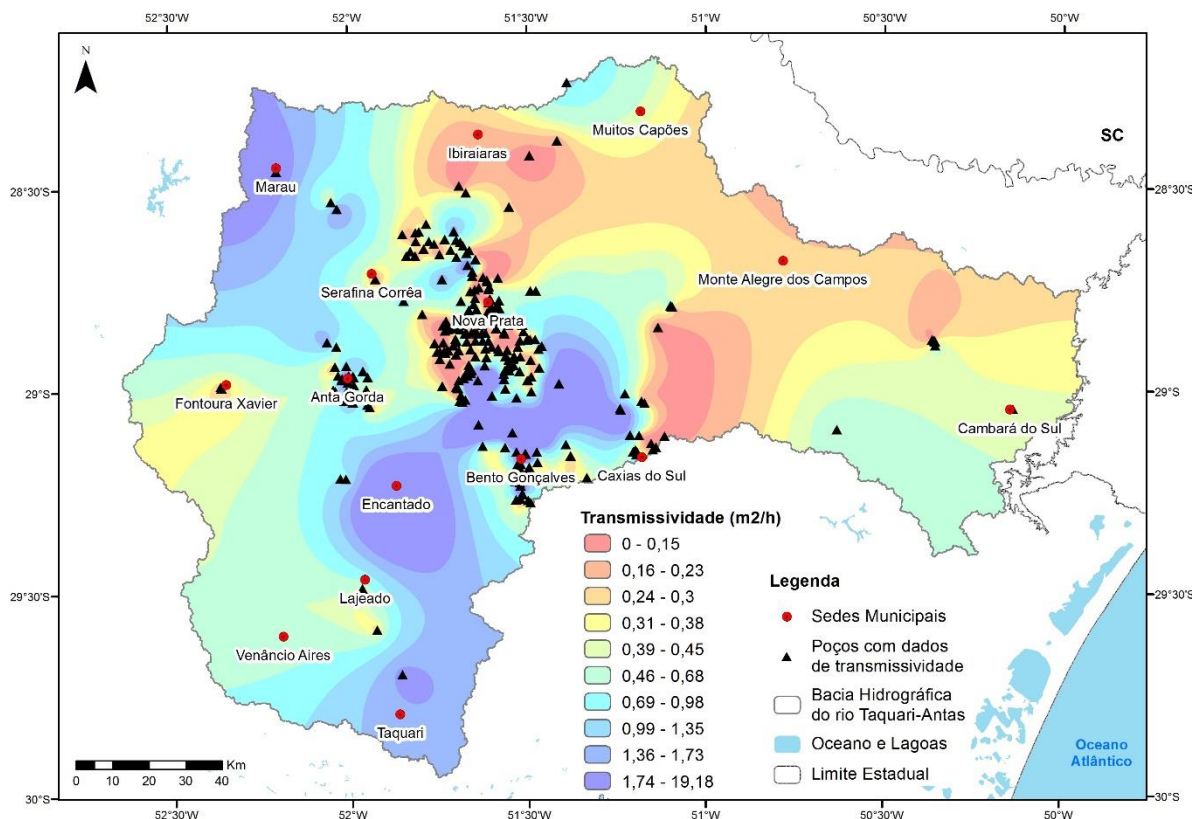 52°30'W
52°W
51°30'W
51°W
50°30'W
50°W
N
SC
Muitos Capões
Ibiraiaras
28°30'S
28°30'S
Marau
Monte Alegre dos Campos
Serafina Corrêa
Nova Prata
29°S
29°S
Fontoura Xavier
Anta Gorda
Cambará do Sul
Bento Gonçalves
Caxias do Sul
Encantado
Transmissividade (m2/h)
0 - 0,15
0,16 - 0,23
0,24 - 0,3
0,31 - 0,38
0,39 - 0,45
0,46 - 0,68
0,69 - 0,98
0,99 - 1,35
1,36 - 1,73
1,74 - 19,18
Legenda
Sedes Municipais
Poços com dados
de transmissividade
Bacia Hidrográfica
do rio Taquari-Antas
Oceano e Lagoas
Limite Estadual
29°30'S
29°30'S
Lajeado
Venâncio Aires
Taquari
Oceano
Atlântico
Km
0 10 20 30 40
30°S
30°S
52°30'W
52°W
51°30'W
51°W
50°30'W
50°W